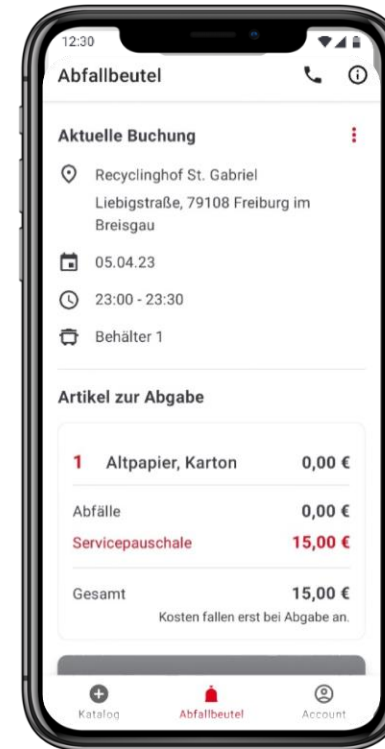 12:30
Abfallbeutel
Aktuelle Buchung
Recyclinghof St. Gabriel
Liebigstraße, 79108 Freiburg im
Breisgau
05.04.23
23:00 - 23:30
Behälter 1
Artikel zur Abgabe
1 Altpapier, Karton 0,00 €
Abfälle 0,00 €
Servicepauschale 15,00 €
Gesamt 15,00 €
Kosten fallen erst bei Abgabe an.
Katalog Abfallbeutel Account